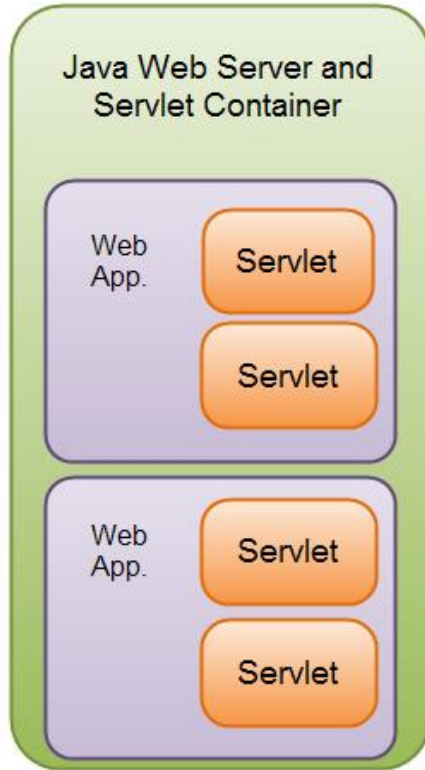 Java Web Server and
Servlet Container
Web
App.
Servlet
Servlet
Web
App.
Servlet
Servlet